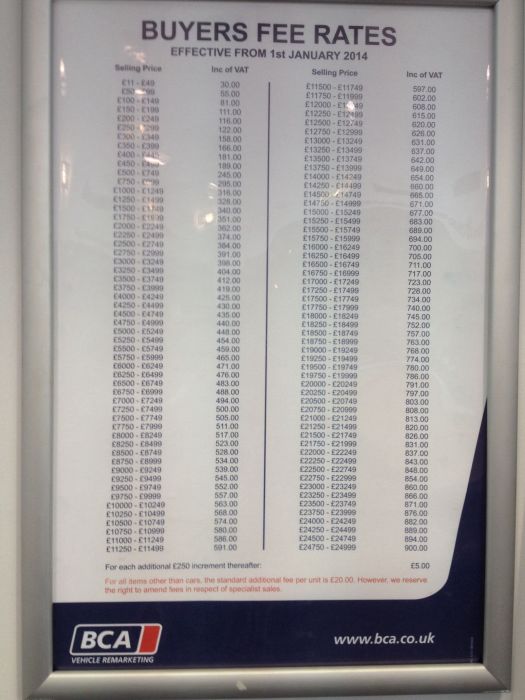 BUYERS FEE RATES
EFFECTIVE FROM 1st JANUARY 2014
Selling Price Inc of VAT
£11 - £49 30.00
55.00
£100 - £149 81.00
£150 - £199 111.00
£200 - £249 116.00
122.00
£300 - £349 158.00
£350 - £399 166.00
181.00
189.00
£500 - £749 245.00
295.00
£1000 - £1249 318.00
£1250 - £1499 328.00
340.00
351.00
£2000 - £2249 362.00
£2250 - £2499 374.00
£2500 - £2749 384.00
£2750 - £2999 391.00
£3000 - £3249 398.00
£3250 - £3499 404.00
£3500 - £3749 412.00
£3750 - £3999 419.00
£4000 - £4249 425.00
£4250 - £4499 430.00
£4500 - £4749 435.00
£4750 - £4999 440.00
£5000 - £5249 448.00
£5250 - £5499 454.00
£5500 - £5749 459.00
£5750 - £5999 465.00
£6000 - £6249 471.00
£6250 - £6499 476.00
£6500 - £6749 483.00
£6750 - £6999 488.00
£7000 - £7249 494.00
£7250 - £7499 500.00
£7500 - £7749 505.00
£7750 - £7999 511.00
£8000 - £8249 517.00
£8250 - £8499 523.00
£8500 - £8749 528.00
£8750 - £8999 534.00
£9000 - £9249 539.00
£9250 - £9499 545.00
£9500 - £9749 552.00
£9750 - £9999 557.00
£10000 - £10249 563.00
£10250 - £10499 568.00
£10500 - £10749 574.00
£10750 - £10999 580.00
£11000 - £11249 586.00
£11250 - £11499 591.00
Selling Price Inc of VAT
£11500 - £11749 597.00
£11750 - £11999 602.00
£12000 - 608.00
£12250 - £12499 615.00
£12500 - £12749 620.00
£12750 - £12999 626.00
£13000 - £13249 631.00
£13250 - £13499 637.00
£13500 - £13749 642.00
£13750 - £13999 649.00
£14000 - £14249 654.00
£14250 - £14499 660.00
£14500 - £14749 665.00
£14750 - £14999 671.00
£15000 - £15249 677.00
£15250 - £15499 683.00
£15500 - £15749 689.00
£15750 - £15999 694.00
£16000 - £16249 700.00
£16250 - £16499 705.00
£16500 - £16749 711.00
£16750 - £16999 717.00
£17000 - £17249 723.00
£17250 - £17499 728.00
£17500 - £17749 734.00
£17750 - £17999 740.00
£18000 - £18249 745.00
£18250 - £18499 752.00
£18500 - £18749 757.00
£18750 - £18999 763.00
£19000 - £19249 768.00
£19250 - £19499 774.00
£19500 - £19749 780.00
£19750 - £19999 786.00
£20000 - £20249 791.00
£20250 - £20499 797.00
£20500 - £20749 803.00
£20750 - £20999 808.00
£21000 - £21249 813.00
£21250 - £21499 820.00
£21500 - £21749 826.00
£21750 - £21999 831.00
£22000 - £22249 837.00
£22250 - £22499 843.00
£22500 - £22749 848.00
£22750 - £22999 854.00
£23000 - £23249 860.00
£23250 - £23499 866.00
£23500 - £23749 871.00
£23750 - £23999 876.00
£24000 - £24249 882.00
£24250 - £24499 889.00
£24500 - £24749 894.00
£24750 - £24999 900.00
For each additional £250 increment thereafter: £5.00
For all items other than cars, the standard additional fee per unit is £20.00. However, we reserve
the right to amend fees in respect of specialist sales.
BCA
VEHICLE REMARKETING
www.bca.co.uk